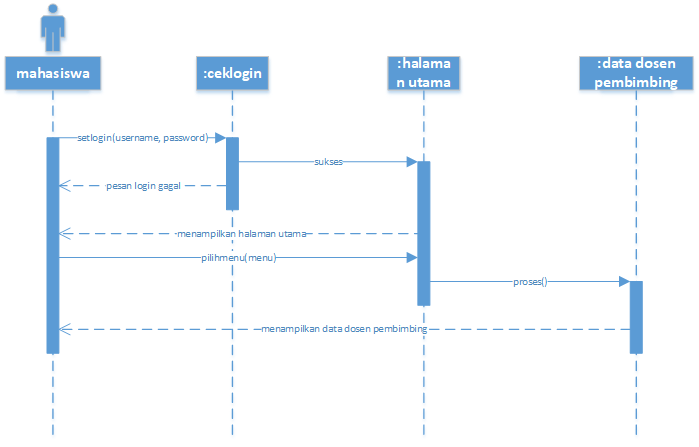 mahasiswa
:ceklogin
:halama
n utama
:data dosen
pembimbing
setlogin(username, password)
sukses
pesan login gagal
menampilkan halaman utama
pilihmenu(menu)
proses()
menampilkan data dosen pembimbing